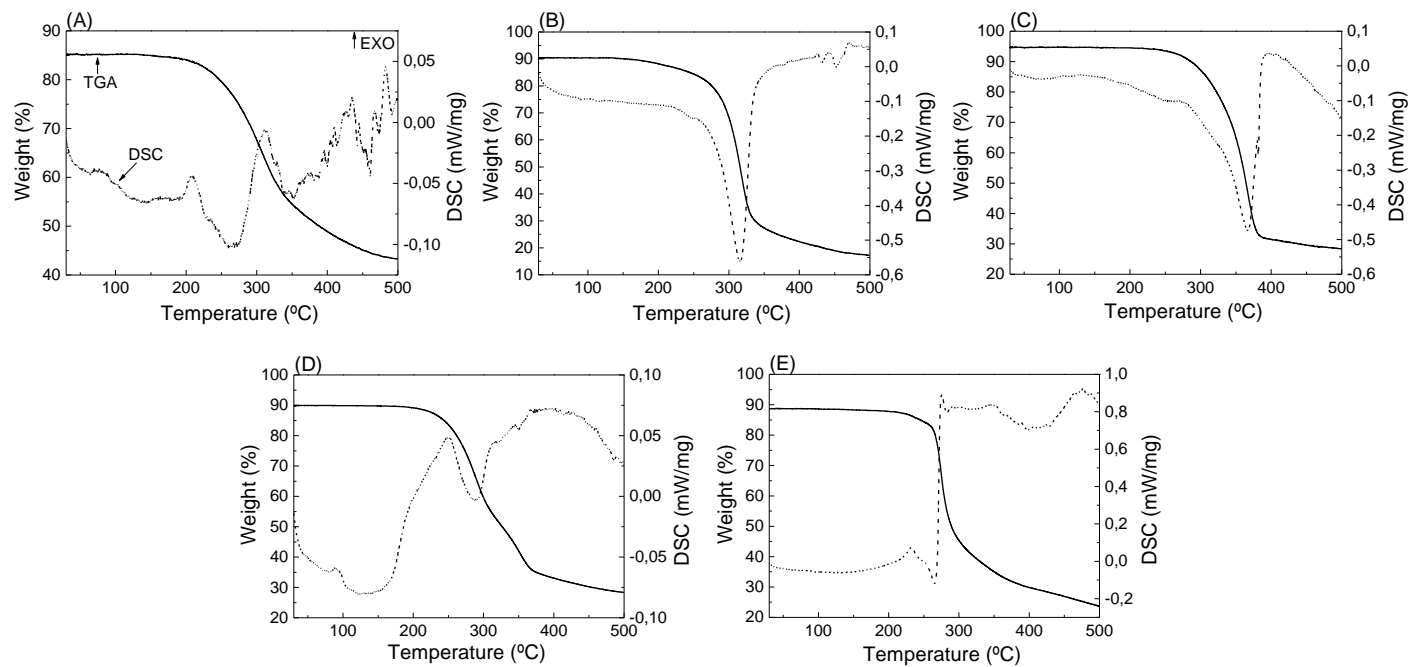 (A)
90
80
70
60
50
40
Weight (%)
TGA
DSC
EXO
0,05
0,00
-0,05
-0,10
DSC (mW/mg)
100 200 300 400 500
Temperature (ºC)
(B)
100
90
80
70
60
50
40
30
20
10
Weight (%)
0,1
0,0
-0,1
-0,2
-0,3
-0,4
-0,5
-0,6
DSC (mW/mg)
100 200 300 400 500
Temperature (ºC)
(C)
100
90
80
70
60
50
40
30
20
Weight (%)
0,1
0,0
-0,1
-0,2
-0,3
-0,4
-0,5
-0,6
DSC (mW/mg)
100 200 300 400 500
Temperature (ºC)
(D)
100
90
80
70
60
50
40
30
20
Weight (%)
0,10
0,05
0,00
-0,05
-0,10
DSC (mW/mg)
100 200 300 400 500
Temperature (ºC)
(E)
100
90
80
70
60
50
40
30
20
Weight (%)
1,0
0,8
0,6
0,4
0,2
0,0
-0,2
DSC (mW/mg)
100 200 300 400 500
Temperature (ºC)